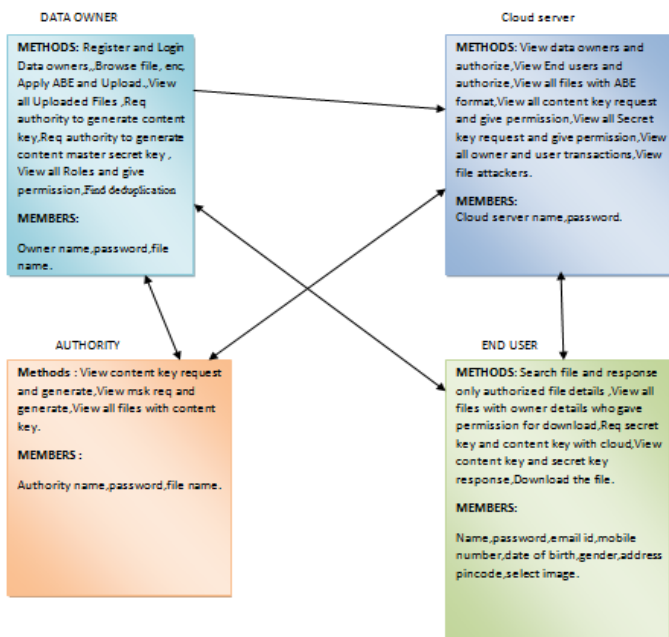 DATA OWNER
METHODS: Register and Login
Data owners,,Browse file, enc,
Apply ABE and Upload.,View
all Uploaded Files ,Req
authority to generate content
key,Req authority to generate
content master secret key ,
View all Roles and give
permission,Find deduplication
MEMBERS:
Owner name,password,file
name.
Cloud server
METHODS: View data owners and
authorize,View End users and
authorize,View all files with ABE
format,View all content key request
and give permission,View all Secret
key request and give permission,View
all owner and user transactions,View
file attackers.
MEMBERS:
Cloud server name,password.
AUTHORITY
Methods : View content key request
and generate,View msk req and
generate,View all files with content
key.
MEMBERS :
Authority name,password,file name.
END USER
METHODS: Search file and response
only authorized file details ,View all
files with owner details who gave
permission for download,Req secret
key and content key with cloud,View
content key and secret key
response,Download the file.
MEMBERS:
Name,password,email id,mobile
number,date of birth,gender,address
pincode,select image.